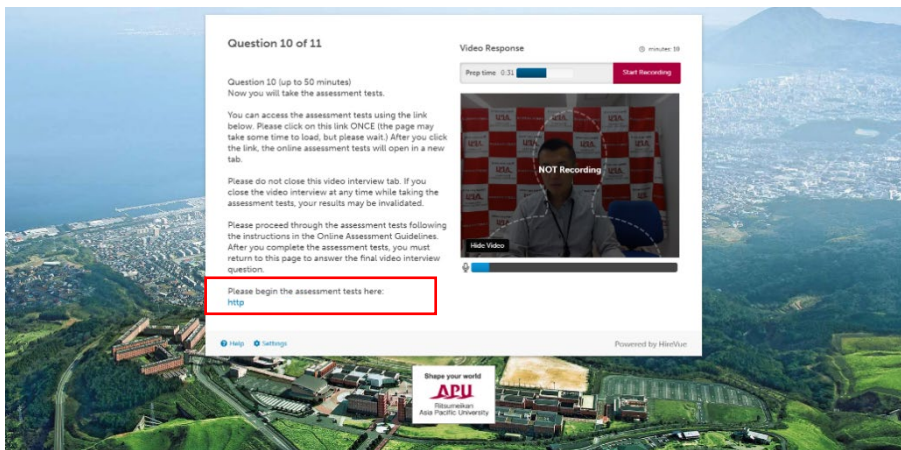 Question 10 of 11
Question 10 (up to 50 minutes)
Now you will take the assessment tests.
You can access the assessment tests using the link
below. Please click on this link ONCE (the page may
take some time to load, but please wait.) After you click
the link, the online assessment tests will open in a new
tab.
Please do not close this video interview tab. If you
close the video interview at any time while taking the
assessment tests, your results may be invalidated.
Please proceed through the assessment tests following
the instructions in the Online Assessment Guidelines.
After you complete the assessment tests, you must
return to this page to answer the final video interview
question.
Please begin the assessment tests here:
http
Help Settings
Video Response
Prep time 0:31
Start Recording
NOT Recording
Hide Video
Powered by HireVue
Shape your world
APU
Ritsumeikan
Asia Pacific University